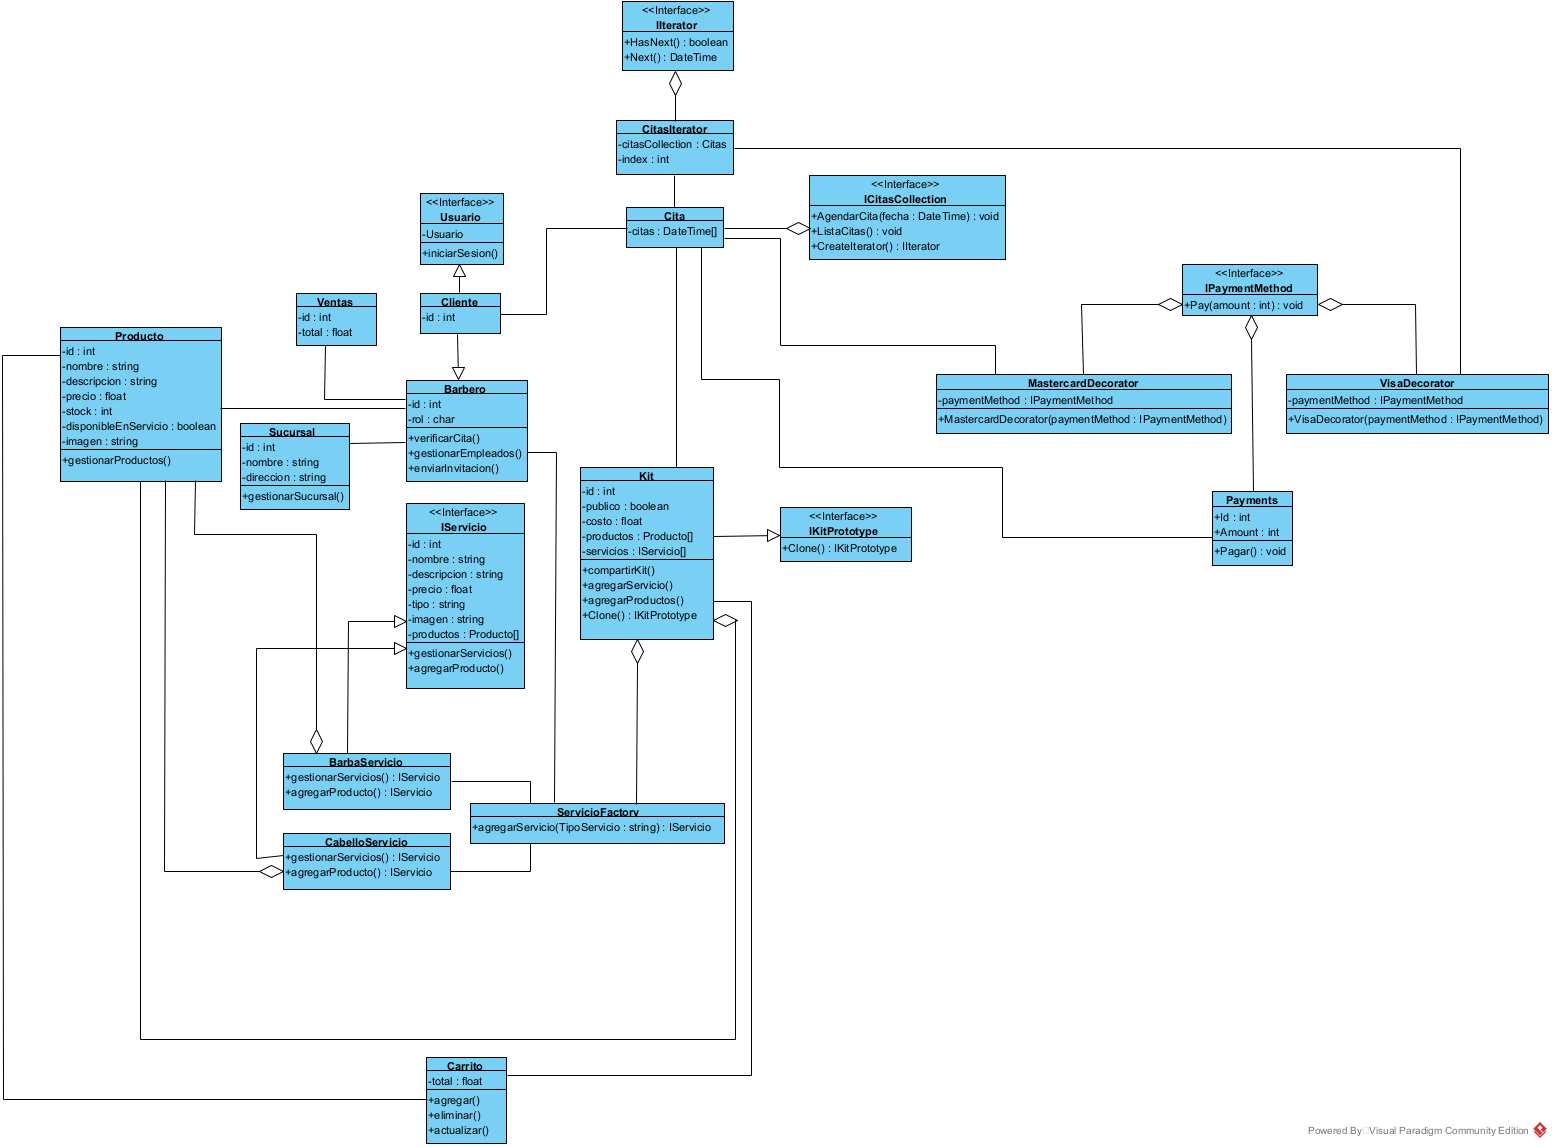 <<Interface>>
IIterator
+HasNext() : boolean
+Next() : DateTime
CitasIterator
-citasCollection : Citas
-index : int
<<Interface>>
ICitasCollection
+AgendarCita(fecha : DateTime) : void
+ListaCitas() : void
+CreateIterator() : IIterator
<<Interface>>
Usuario
-Usuario
+iniciarSesion()
Cita
-citas : DateTime[]
<<Interface>>
IPaymentMethod
+Pay(amount : int) : void
Ventas
-id : int
-total : float
Cliente
-id : int
Producto
-id : int
-nombre : string
-descripcion : string
-precio : float
-stock : int
-disponibleEnServicio : boolean
-imagen : string
+gestionarProductos()
Barbero
-id : int
-rol : char
+verificarCita()
+gestionarEmpleados()
+enviarInvitacion()
MastercardDecorator
-paymentMethod : IPaymentMethod
+MastercardDecorator(paymentMethod : IPaymentMethod)
VisaDecorator
-paymentMethod : IPaymentMethod
+VisaDecorator(paymentMethod : IPaymentMethod)
Sucursal
-id : int
-nombre : string
-direccion : string
+gestionarSucursal()
Kit
-id : int
-publico : boolean
-costo : float
-productos : Producto[]
-servicios : IServicio[]
+compartirKit()
+agregarServicio()
+agregarProductos()
+Clone() : IKitPrototype
<<Interface>>
IKitPrototype
+Clone() : IKitPrototype
Payments
+Id : int
+Amount : int
+Pagar() : void
<<Interface>>
IServicio
-id : int
-nombre : string
-descripcion : string
-precio : float
-tipo : string
-imagen : string
-productos : Producto[]
+gestionarServicios()
+agregarProducto()
BarbaServicio
+gestionarServicios() : IServicio
+agregarProducto() : IServicio
ServicioFactory
+agregarServicio(TipoServicio : string) : IServicio
CabelloServicio
+gestionarServicios() : IServicio
+agregarProducto() : IServicio
Carrito
-total : float
+agregar()
+eliminar()
+actualizar()
Powered By Visual Paradigm Community Edition